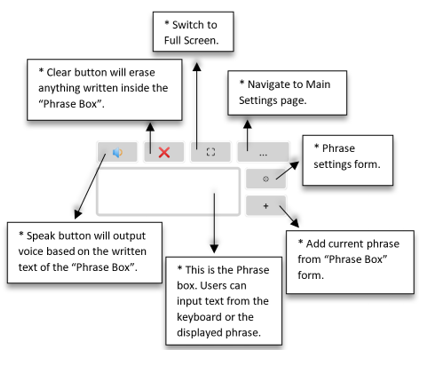 * Switch to
Full Screen.
* Clear button will erase
anything written inside the
“Phrase Box”.
* Navigate to Main
Settings page.
...
* Phrase
settings form.
+
* Speak button will output
voice based on the written
text of the “Phrase Box”.
* This is the Phrase
box. Users can
input text from the
keyboard or the
displayed phrase.
* Add current phrase
from “Phrase Box”
form.